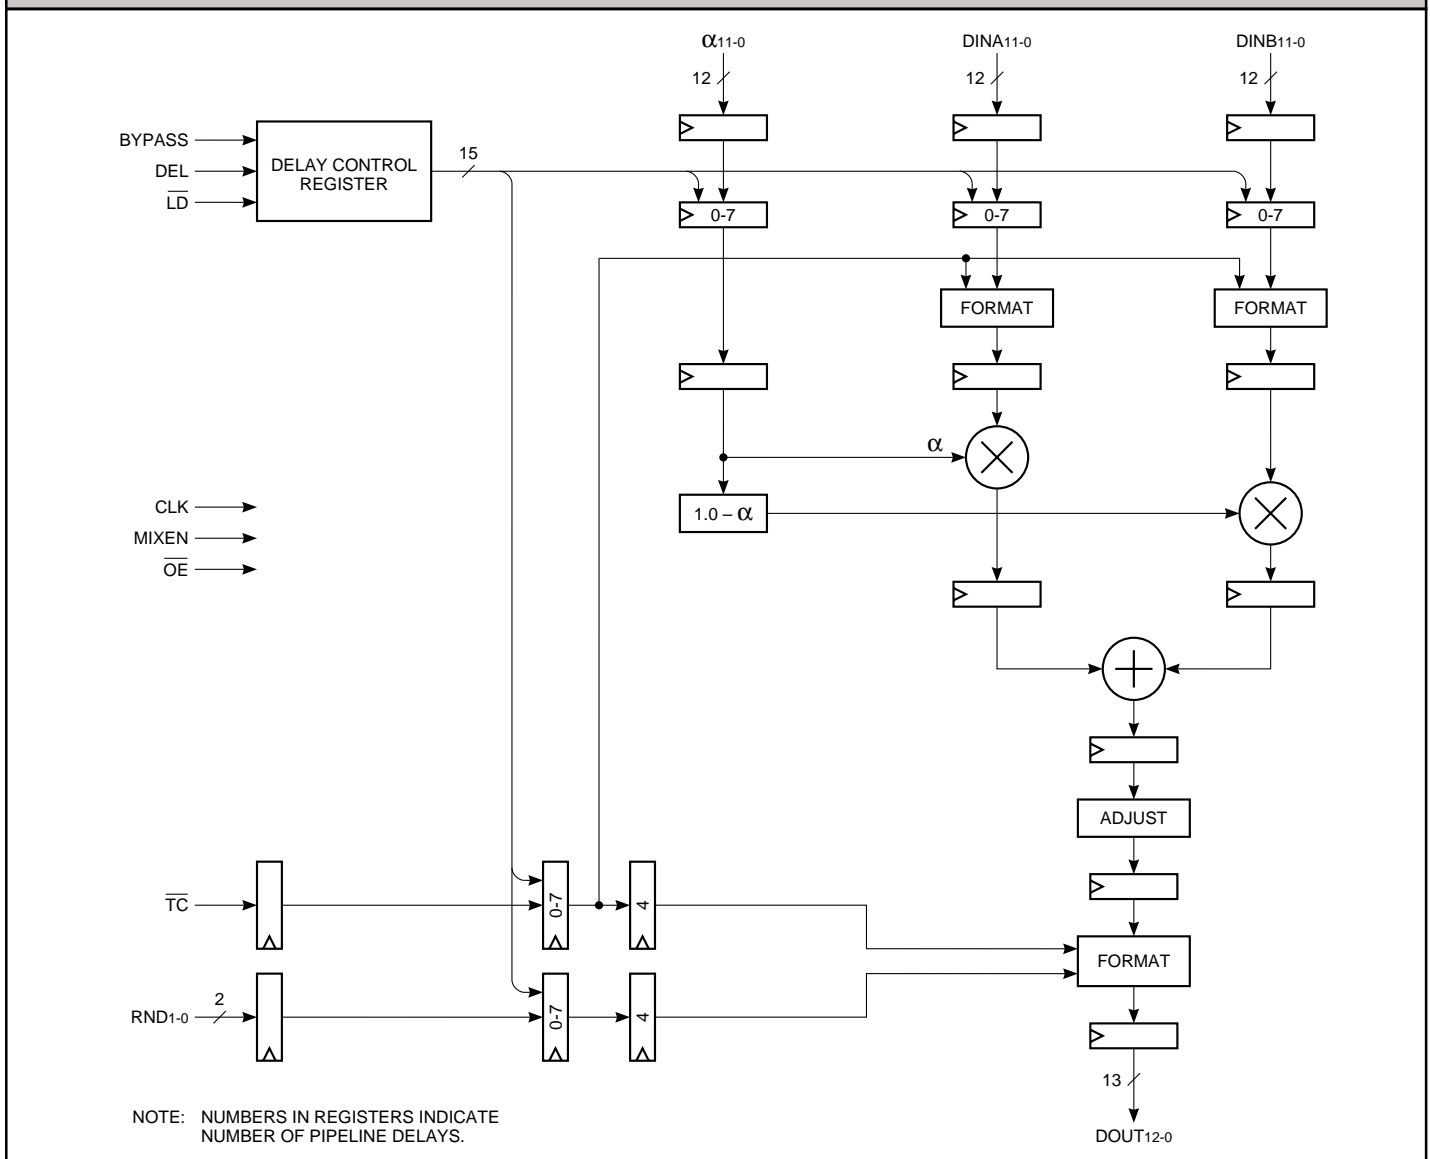 α11-0
DINA11-0
DINB11-0
12
12
12
BYPASS
DEL
LD
DELAY CONTROL
REGISTER
15
0-7
0-7
0-7
FORMAT
FORMAT
α
CLK
MIXEN
OE
1.0 – α
ADJUST
TC
0-7
4
FORMAT
RND1-0
2
0-7
4
13
DOUT12-0
NOTE: NUMBERS IN REGISTERS INDICATE
NUMBER OF PIPELINE DELAYS.